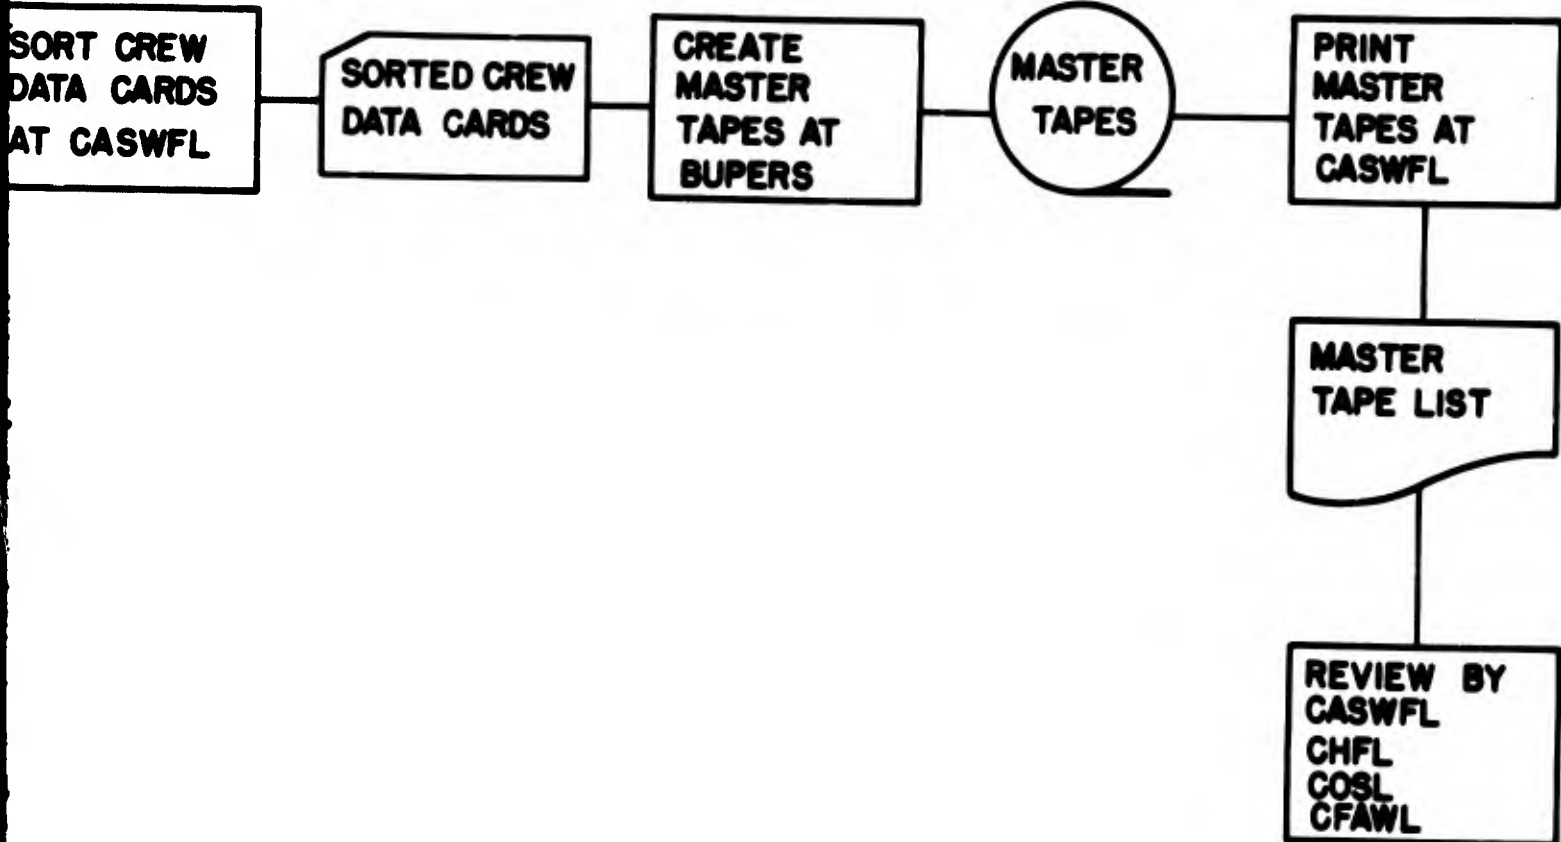 SORT CREW
DATA CARDS
AT CASWFL
SORTED CREW
DATA CARDS
CREATE
MASTER
TAPES AT
BUPERS
MASTER
TAPES
PRINT
MASTER
TAPES AT
CASWFL
MASTER
TAPE LIST
REVIEW BY
CASWFL
CHFL
COSL
CFAWL